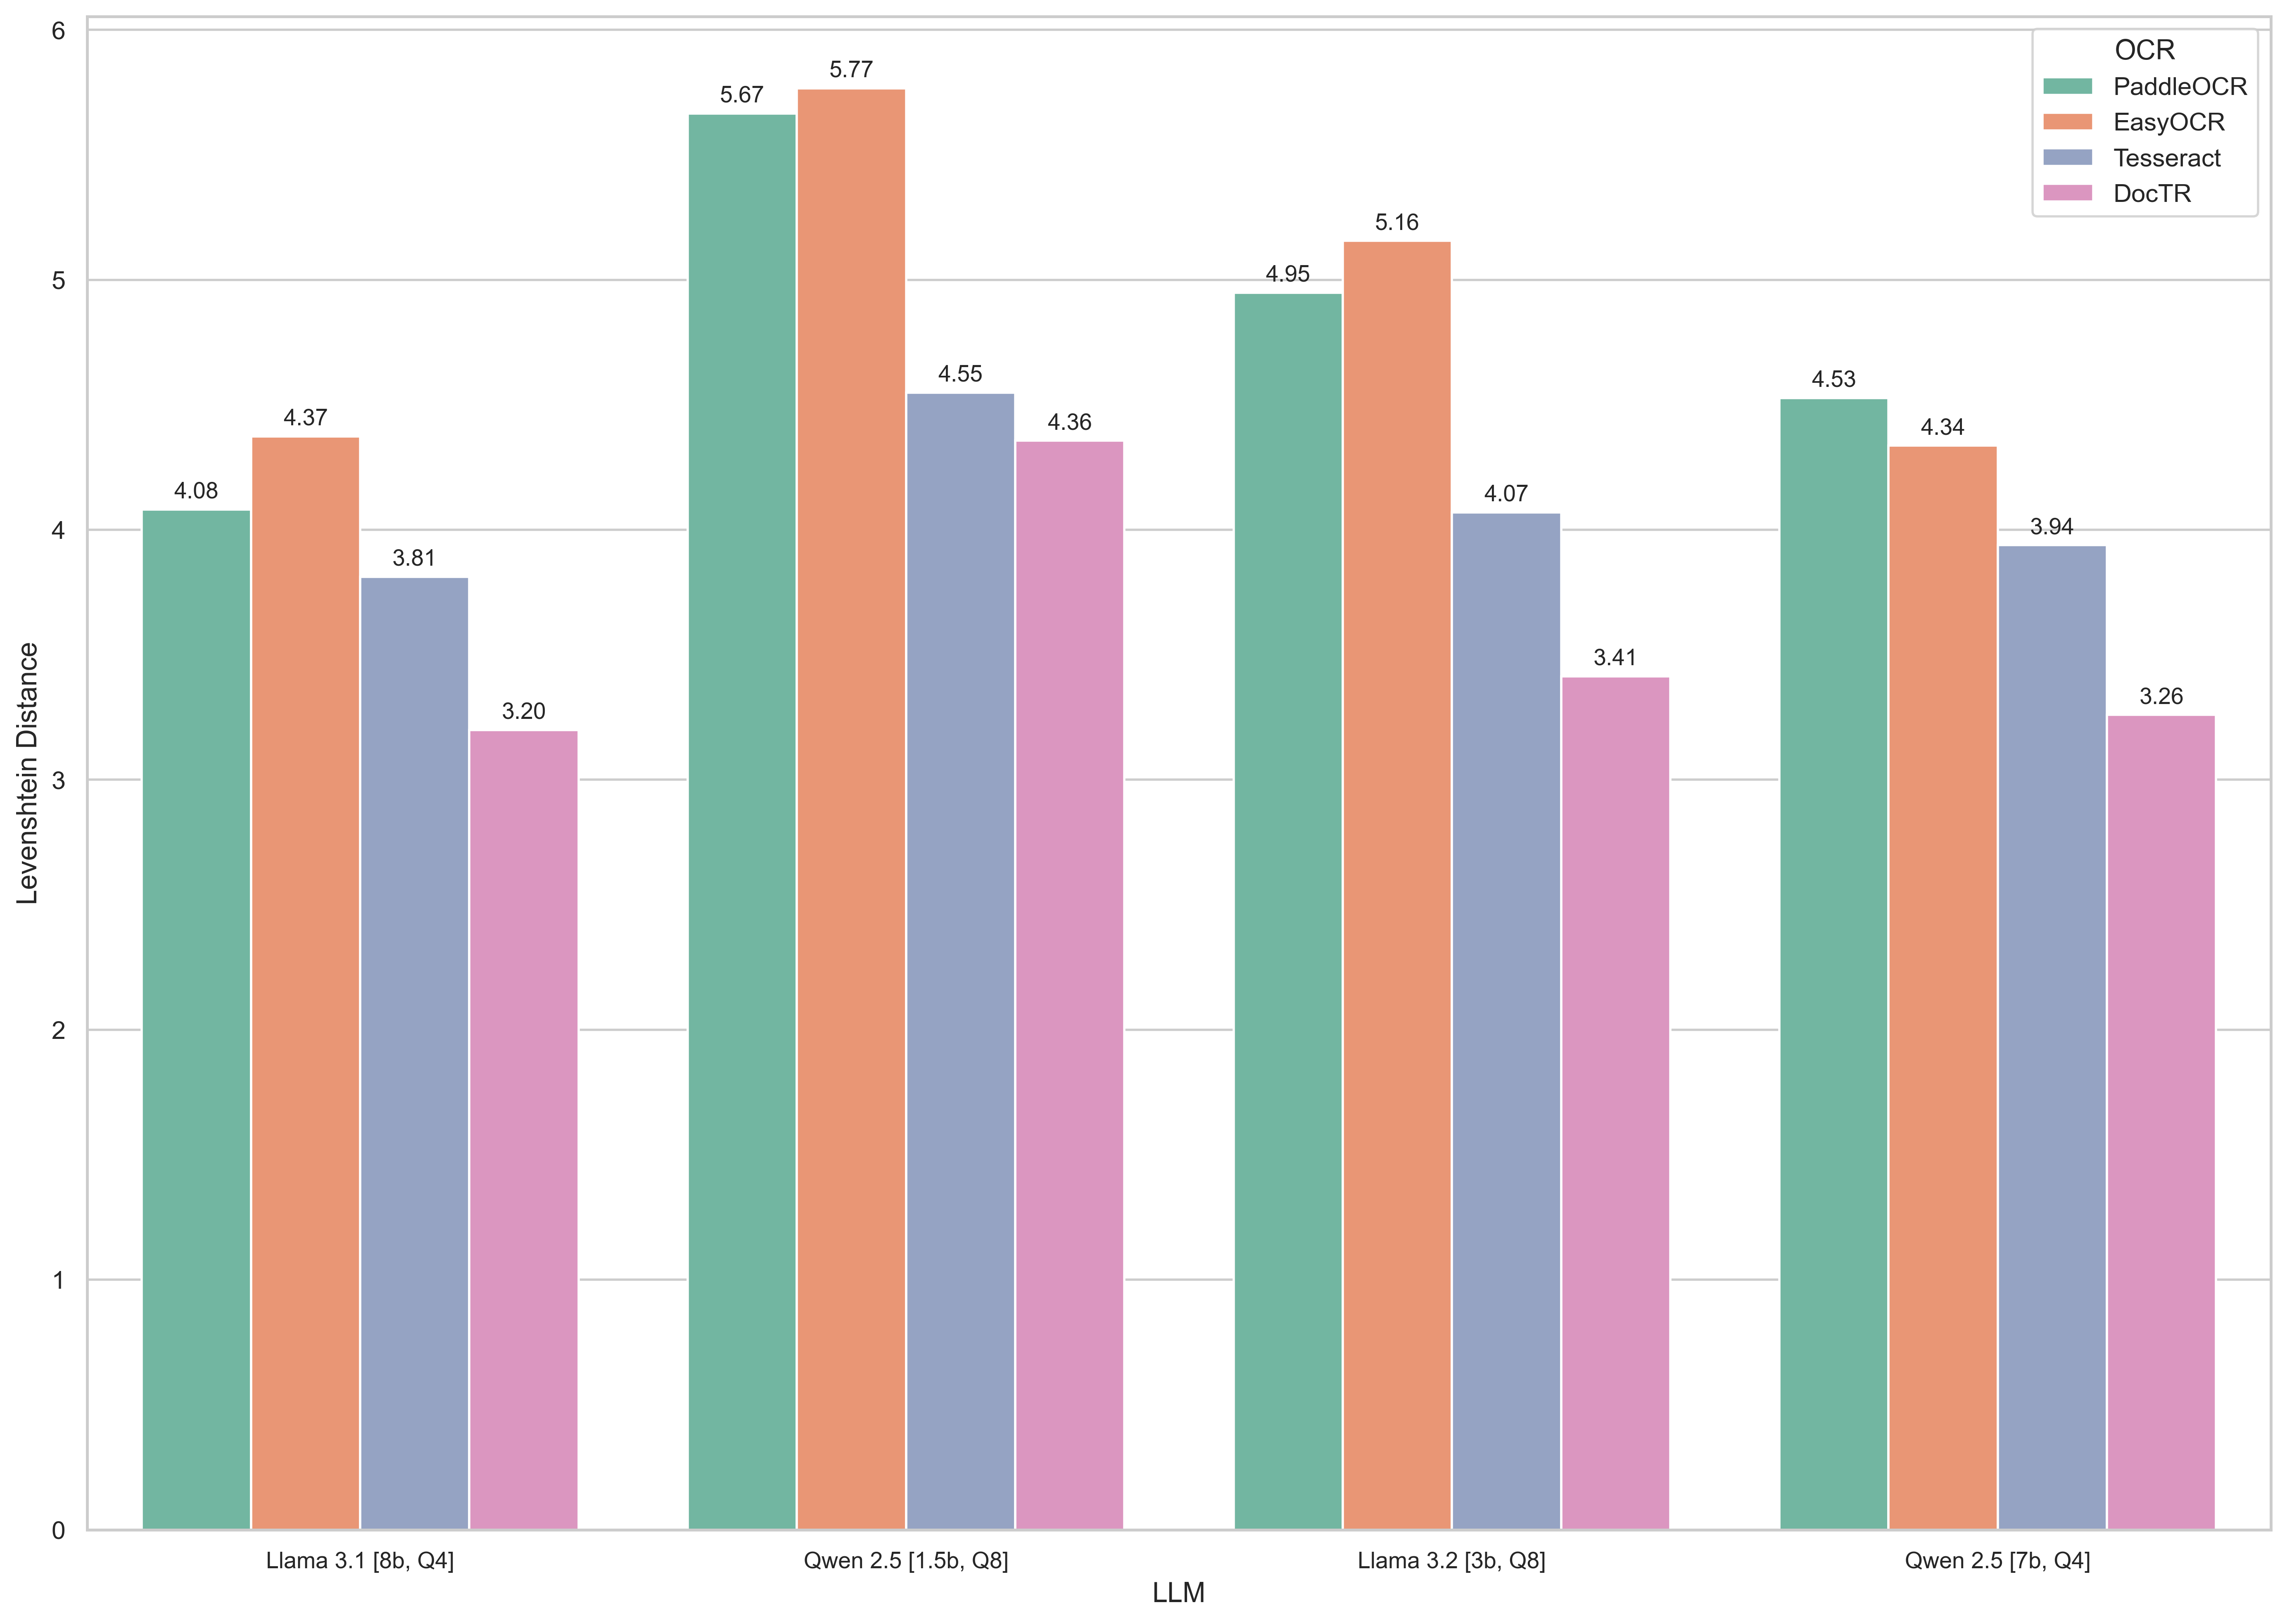 OCR
PaddleOCR
EasyOCR
Tesseract
DocTR
Levenshtein Distance
6
5
4
3
2
1
0
4.08
4.37
3.81
3.20
5.67
5.77
4.55
4.36
4.95
5.16
4.07
3.41
4.53
4.34
3.94
3.26
Llama 3.1 [8b, Q4]
Qwen 2.5 [1.5b, Q8]
Llama 3.2 [3b, Q8]
Qwen 2.5 [7b, Q4]
LLM